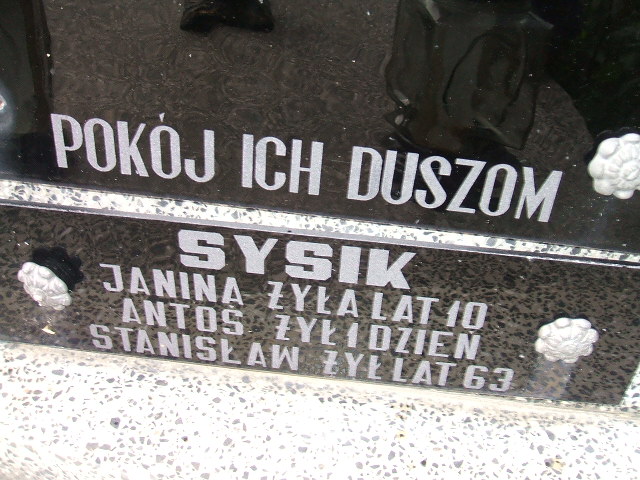 POKÓJ ICH DUSZOM
SYSIK
JANINA ŻYŁA LAT 10
ANTOŚ ŻYŁ 1 DZIEŃ
STANISŁAW ŻYŁ LAT 63